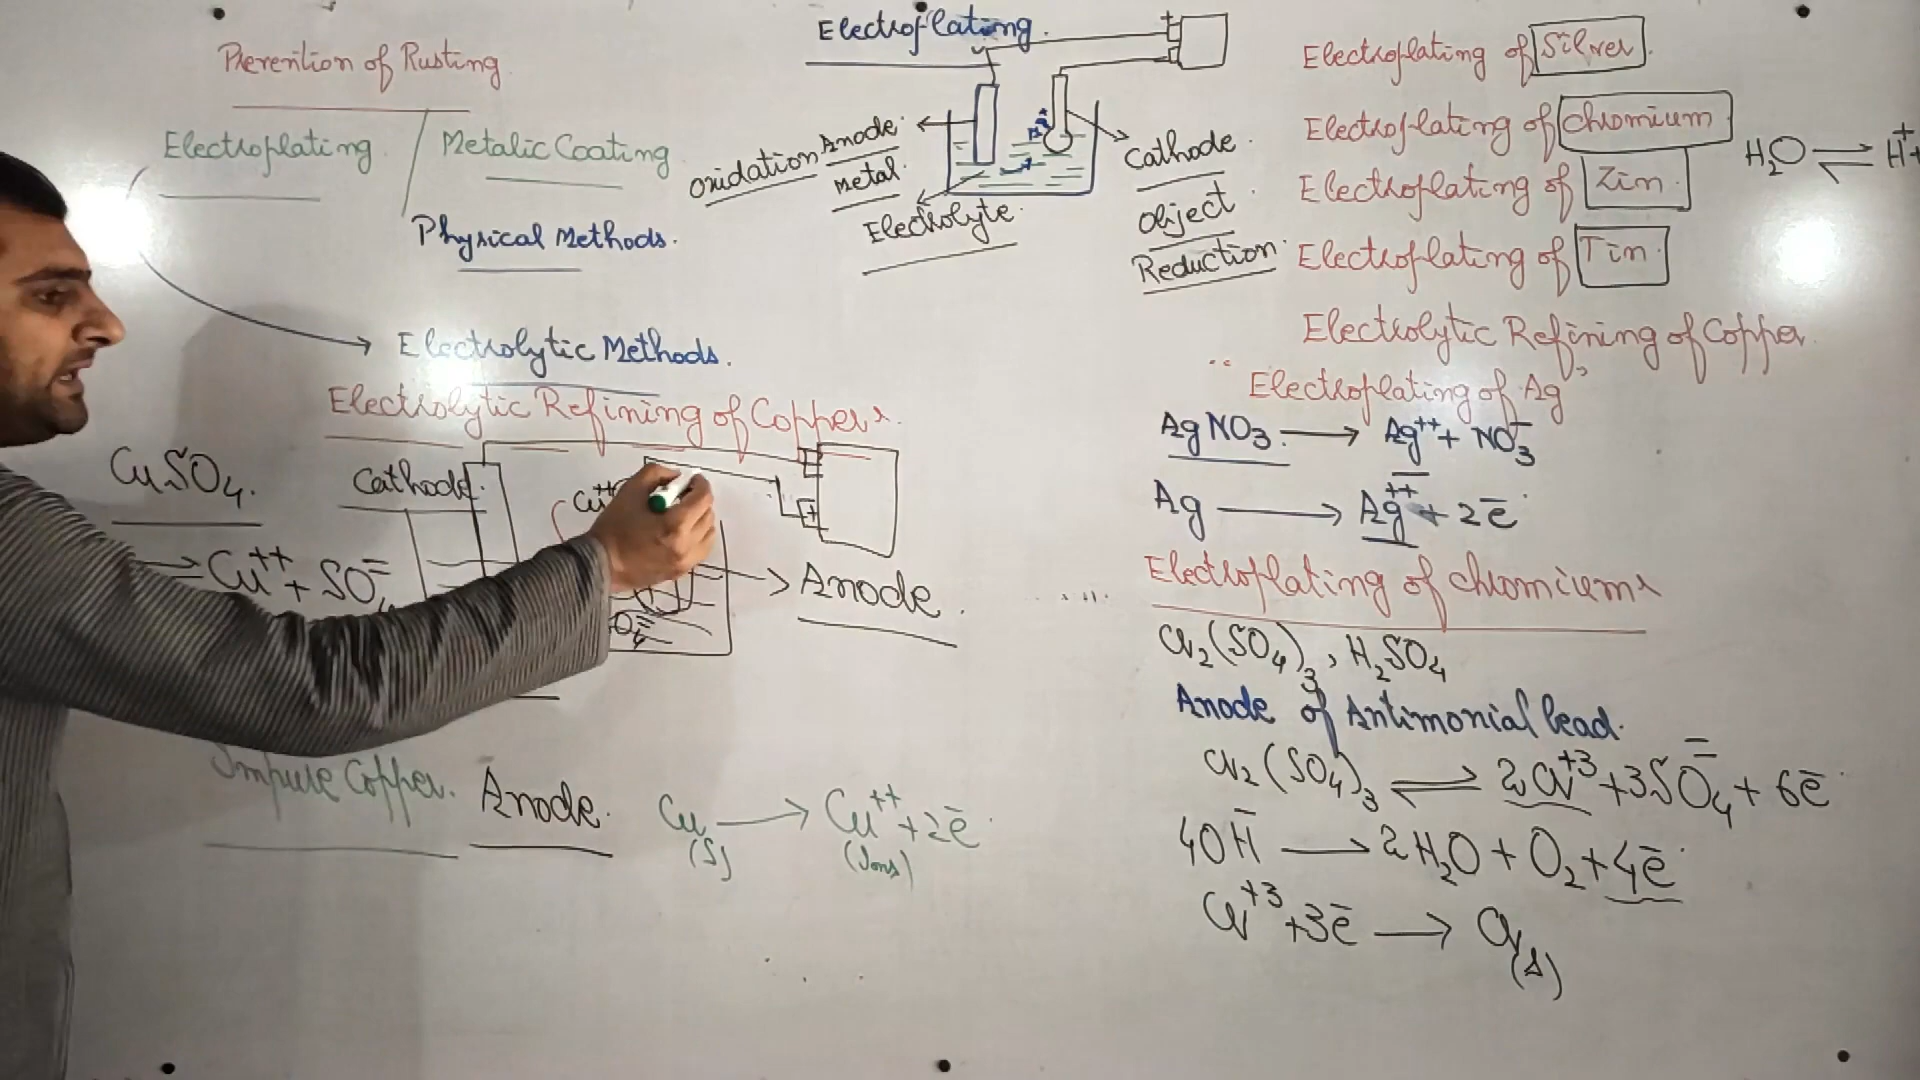 Prevention of Rusting
Electroplating
Metalic Coating
Physical Methods.
Electrolytic Methods.
Electrolytic Refining of Copper:
CuSO4.
Cathode.
Cu++
Cu++ + SO4=
O4=
Anode.
Impure Copper. Anode.
Cu(s) → Cu++ + 2e-
(Ions)
Electroplating.
+
Oxidation
Anode.
Metal.
Electrolyte.
Cathode.
Object.
Reduction.
Electroplating of Silver.
Electroplating of Chromium
Electroplating of Zin.
Electroplating of Tin.
H2O ⇌ H+ +
Electrolytic Refining of Copper
Electroplating of Ag
AgNO3. → Ag++ + NO3-
Ag → Ag++ + 2e-
Electroplating of Chromium:
Cr2(SO4)3, H2SO4
Anode of Antimonial lead.
Cr2(SO4)3 ⇌ 2Cr+3 + 3SO4= + 6e-
4OH- → 2H2O + O2 + 4e-
Cr+3 + 3e- → Cr(s)